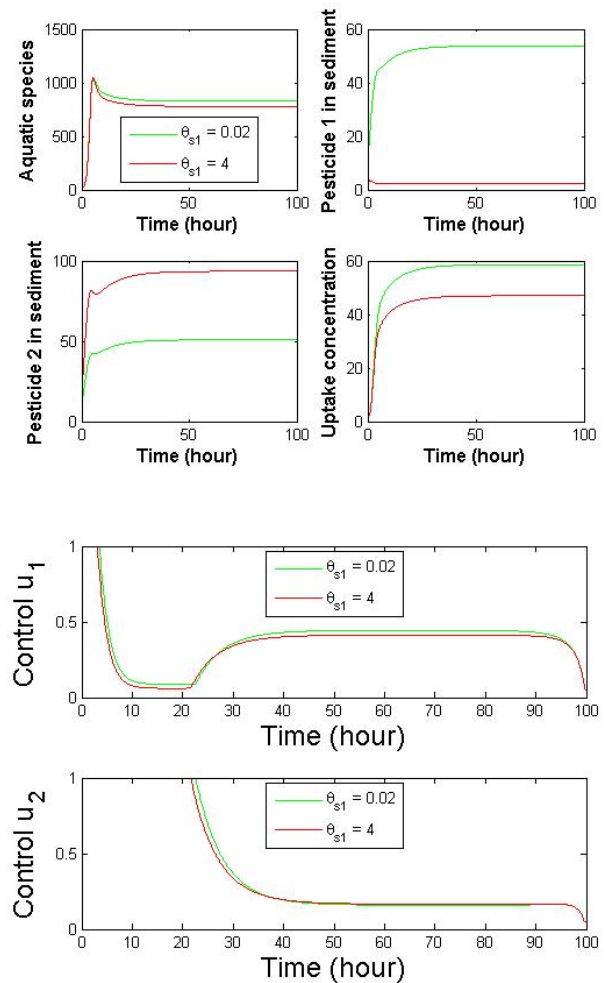 Aquatic species
1500
1000
500
0
θs1 = 0.02
θs1 = 4
0 50 100
Time (hour)
Pesticide 1 in sediment
60
40
20
0
0 50 100
Time (hour)
Pesticide 2 in sediment
100
50
0
0 50 100
Time (hour)
Uptake concentration
60
40
20
0
0 50 100
Time (hour)
Control u1
1
0.5
0
θs1 = 0.02
θs1 = 4
0 10 20 30 40 50 60 70 80 90 100
Time (hour)
Control u2
1
0.5
0
θs1 = 0.02
θs1 = 4
0 10 20 30 40 50 60 70 80 90 100
Time (hour)